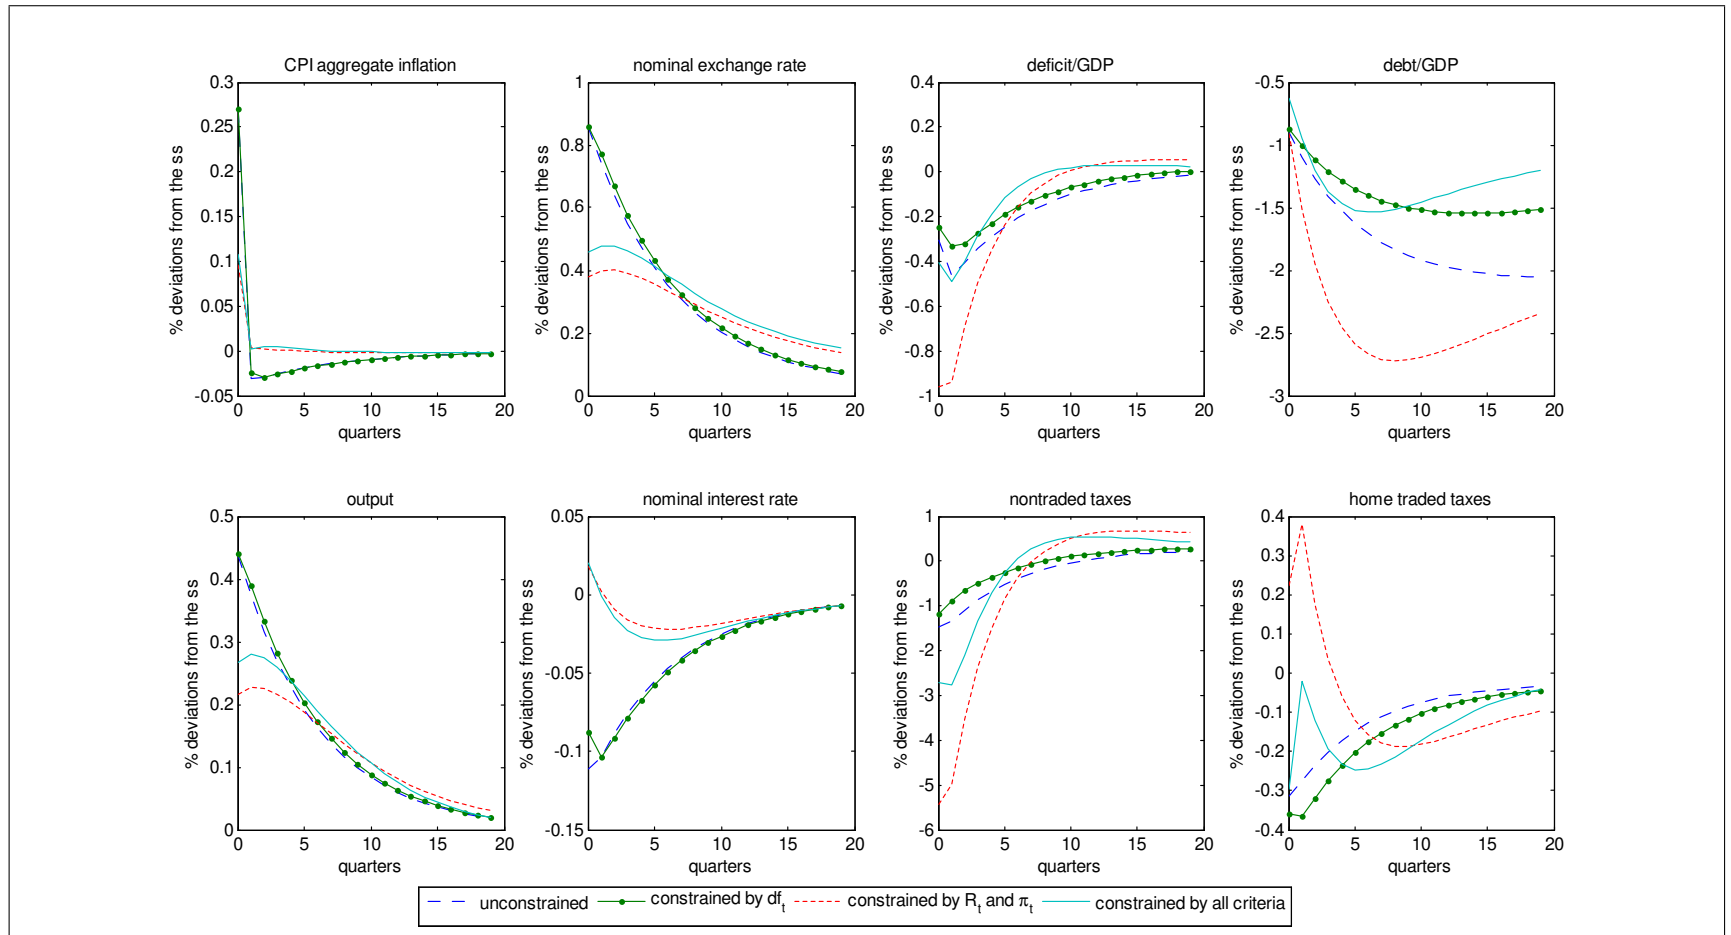 CPI aggregate inflation
% deviations from the ss
0.3
0.25
0.2
0.15
0.1
0.05
0
-0.05
0 5 10 15 20
quarters
nominal exchange rate
% deviations from the ss
1
0.8
0.6
0.4
0.2
0
0 5 10 15 20
quarters
deficit/GDP
% deviations from the ss
0.4
0.2
0
-0.2
-0.4
-0.6
-0.8
-1
0 5 10 15 20
quarters
debt/GDP
% deviations from the ss
-0.5
-1
-1.5
-2
-2.5
-3
0 5 10 15 20
quarters
output
% deviations from the ss
0.5
0.4
0.3
0.2
0.1
0
0 5 10 15 20
quarters
nominal interest rate
% deviations from the ss
0.05
0
-0.05
-0.1
-0.15
0 5 10 15 20
quarters
nontraded taxes
% deviations from the ss
1
0
-1
-2
-3
-4
-5
-6
0 5 10 15 20
quarters
home traded taxes
% deviations from the ss
0.4
0.3
0.2
0.1
0
-0.1
-0.2
-0.3
-0.4
0 5 10 15 20
quarters
unconstrained constrained by df_t constrained by R_t and π_t constrained by all criteria